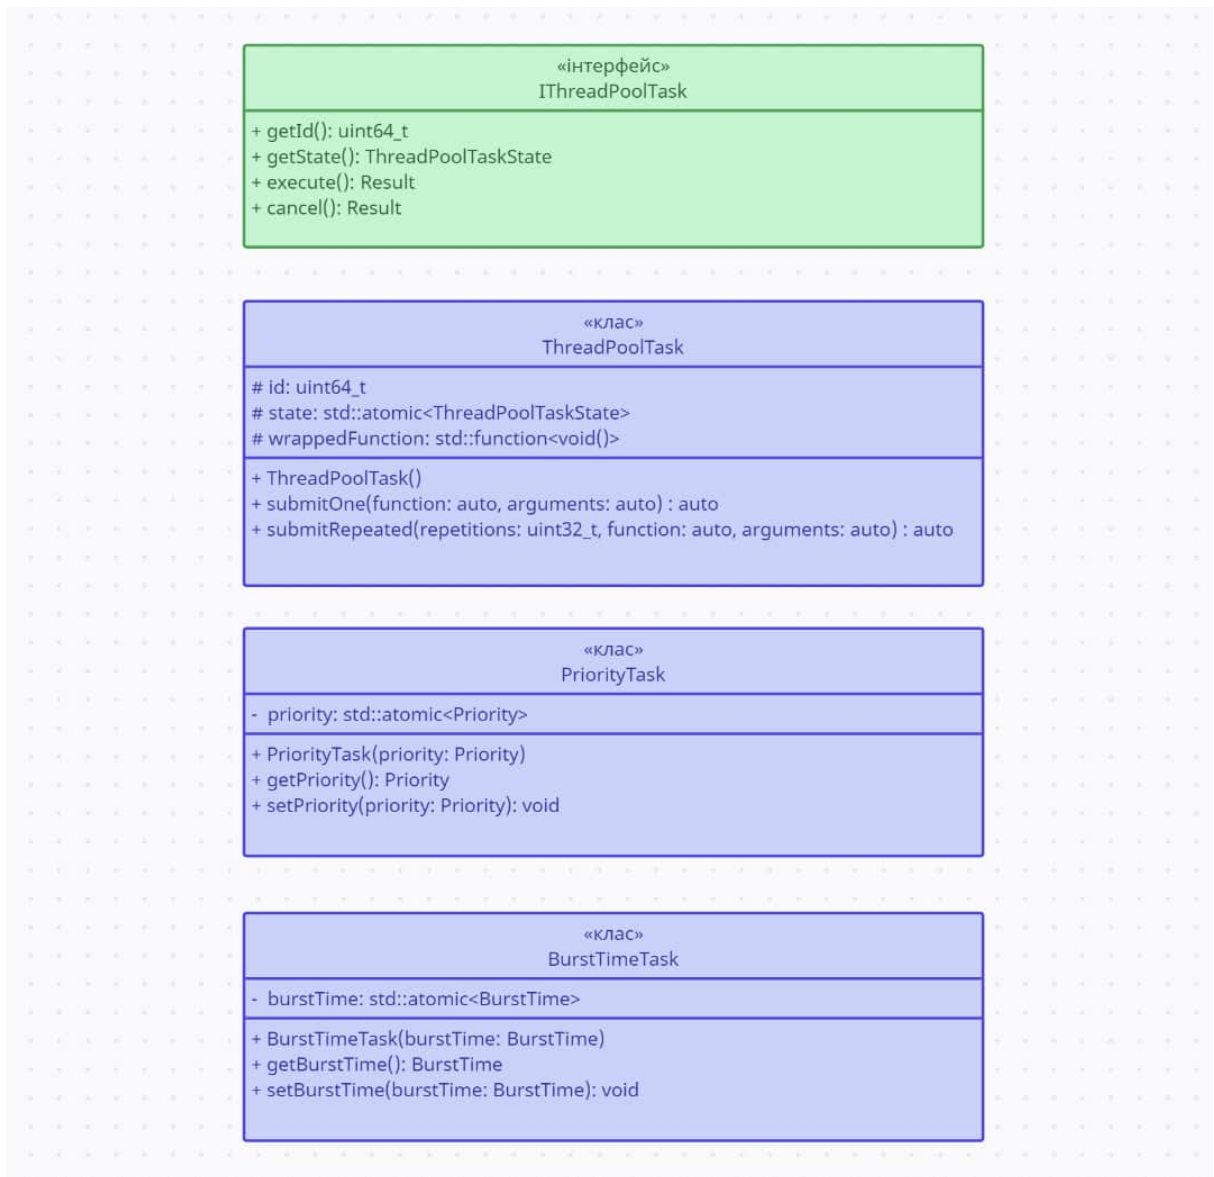 «інтерфейс»
IThreadPoolTask
+ getId(): uint64_t
+ getState(): ThreadPoolTaskState
+ execute(): Result
+ cancel(): Result
«клас»
ThreadPoolTask
# id: uint64_t
# state: std::atomic<ThreadPoolTaskState>
# wrappedFunction: std::function<void()>
+ ThreadPoolTask()
+ submitOne(function: auto, arguments: auto) : auto
+ submitRepeated(repetitions: uint32_t, function: auto, arguments: auto) : auto
«клас»
PriorityTask
- priority: std::atomic<Priority>
+ PriorityTask(priority: Priority)
+ getPriority(): Priority
+ setPriority(priority: Priority): void
«клас»
BurstTimeTask
- burstTime: std::atomic<BurstTime>
+ BurstTimeTask(burstTime: BurstTime)
+ getBurstTime(): BurstTime
+ setBurstTime(burstTime: BurstTime): void